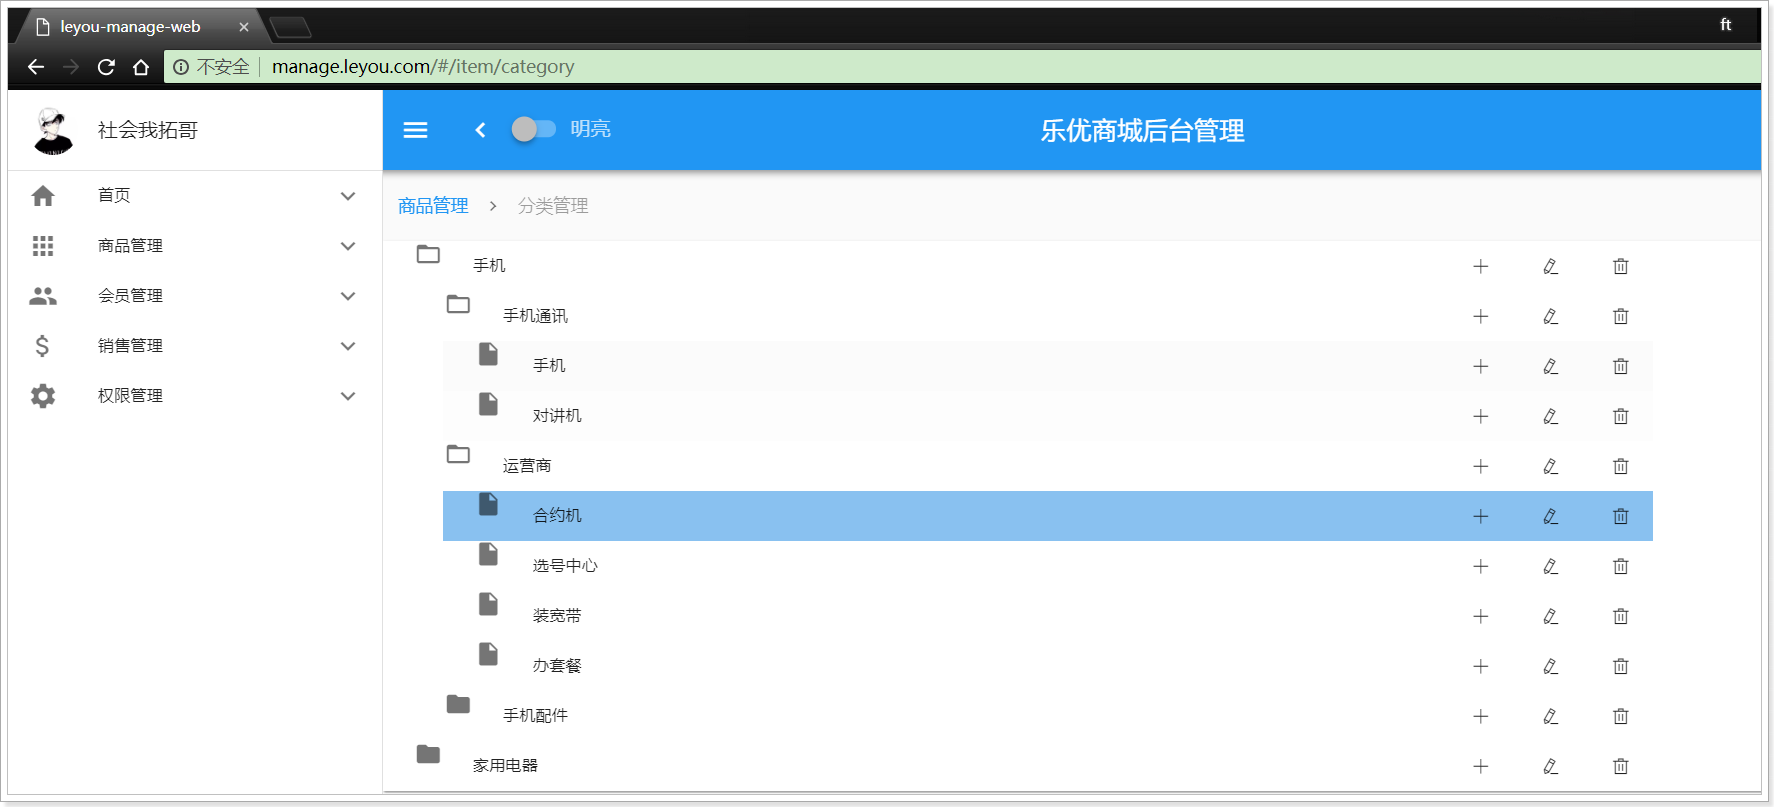 leyou-manage-web
ft
不安全 manage.leyou.com/#/item/category
社会我拓哥
明亮
乐优商城后台管理
首页
商品管理
会员管理
销售管理
权限管理
商品管理 > 分类管理
手机
手机通讯
手机
对讲机
运营商
合约机
选号中心
装宽带
办套餐
手机配件
家用电器